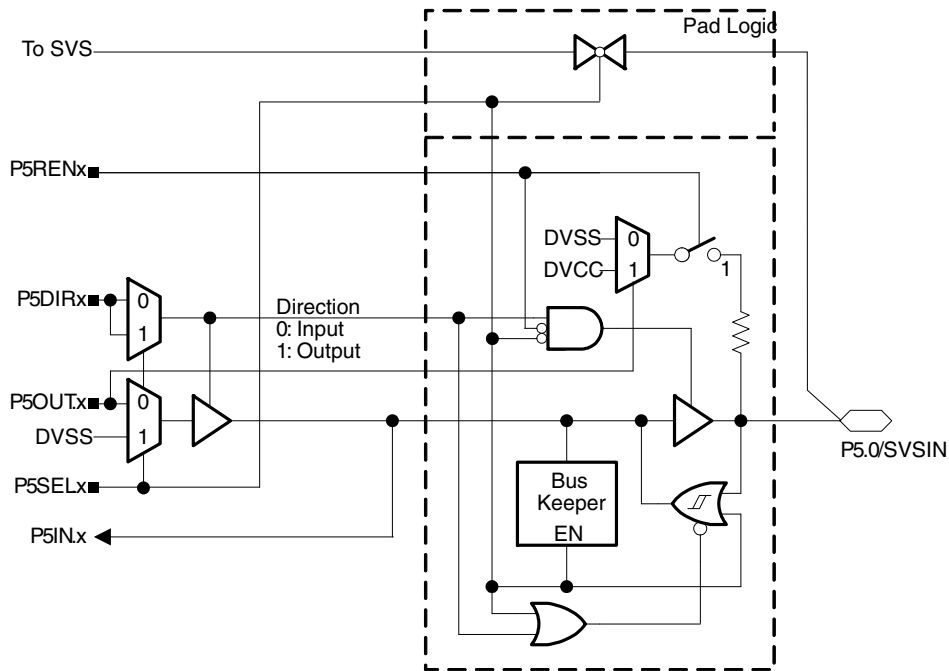 Pad Logic
To SVS
P5RENx
DVSS
0
DVCC
1
1
P5DIRx
0
1
Direction
0: Input
1: Output
P5OUT.x
0
DVSS
1
P5.0/SVSIN
P5SELx
Bus
Keeper
EN
P5IN.x